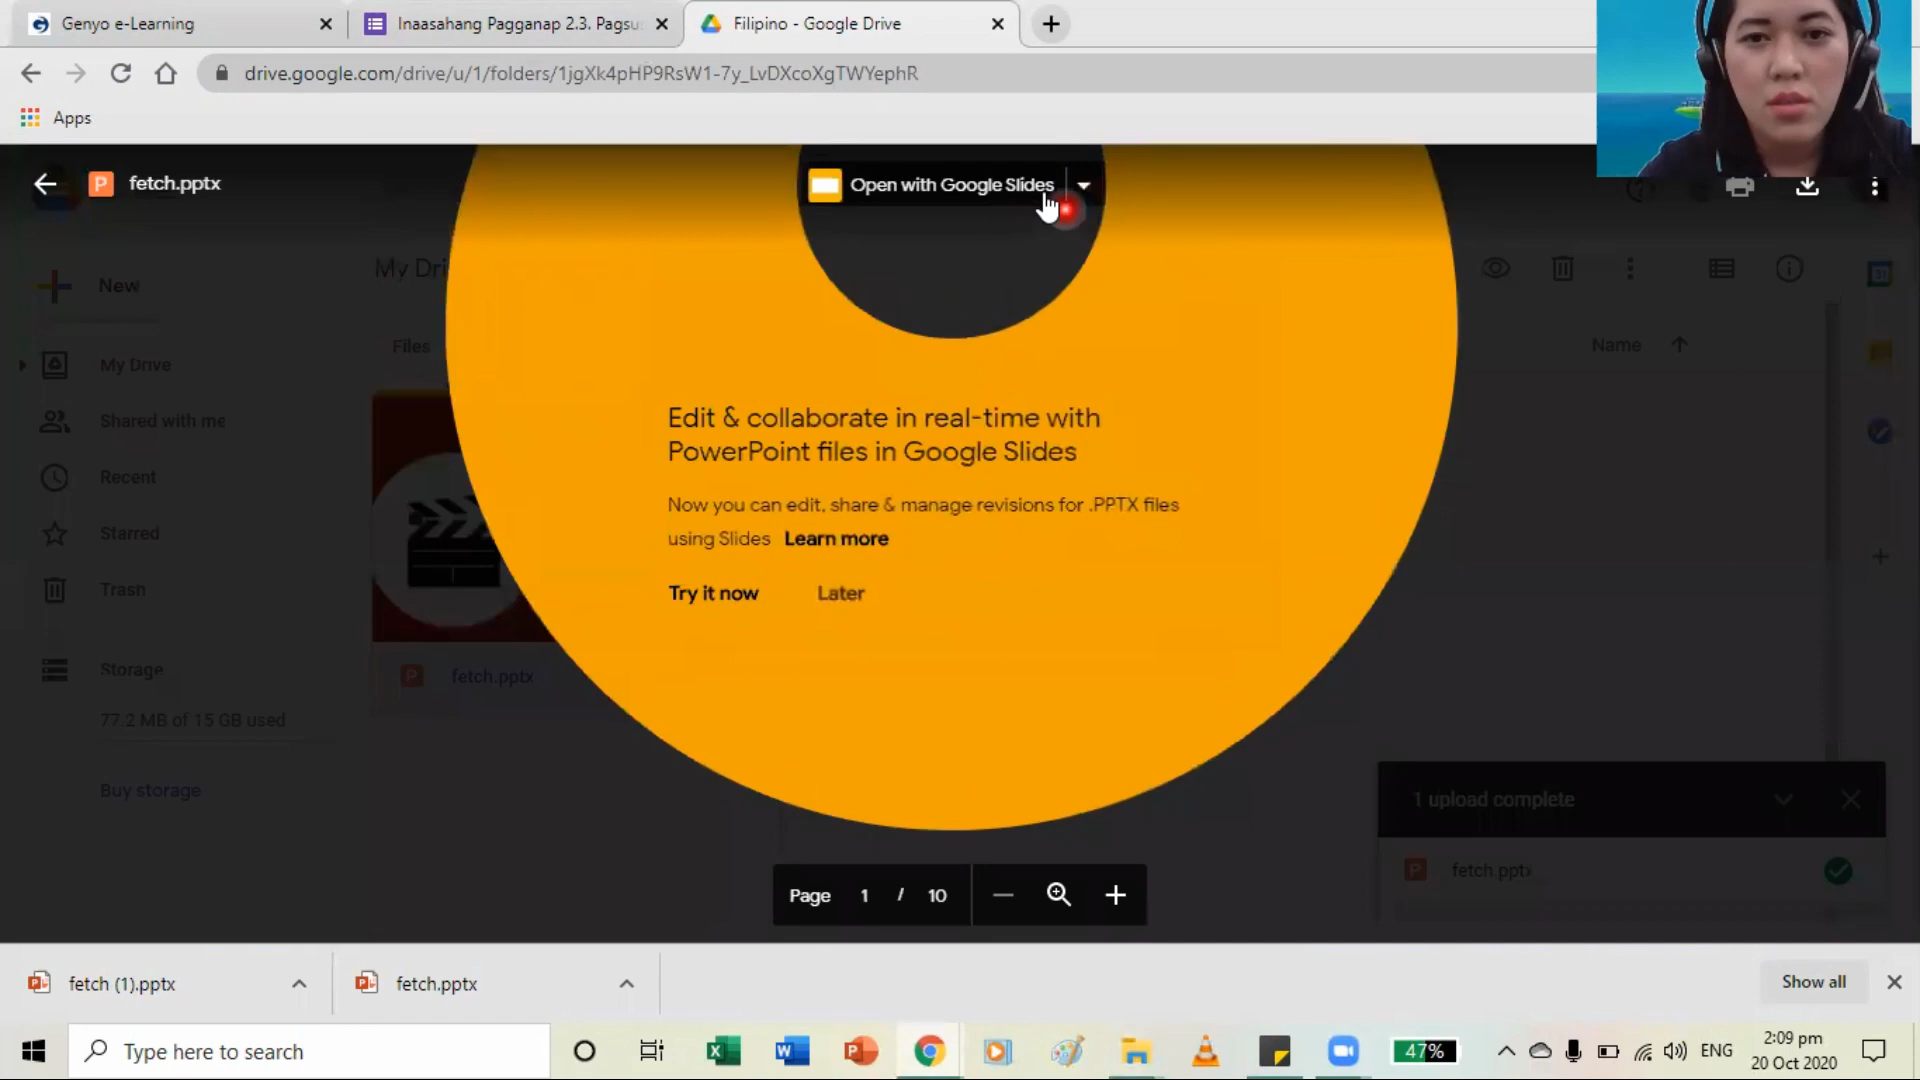 Genyo e-Learning
Inaasahang Pagganap 2.3. Pagsu
Filipino - Google Drive
drive.google.com/drive/u/1/folders/1jgXk4pHP9RsW1-7y_LvDXcoXgTWYephR
Apps
fetch.pptx
Open with Google Slides
My Dri
New
Files
Name
My Drive
Shared with me
Recent
Starred
Trash
Storage
77.2 MB of 15 GB used
Buy storage
fetch.pptx
Edit & collaborate in real-time with
PowerPoint files in Google Slides
Now you can edit, share & manage revisions for .PPTX files
using Slides Learn more
Try it now Later
1 upload complete
fetch.pptx
Page 1 / 10
fetch (1).pptx
fetch.pptx
Show all
Type here to search
47%
ENG
2:09 pm
20 Oct 2020